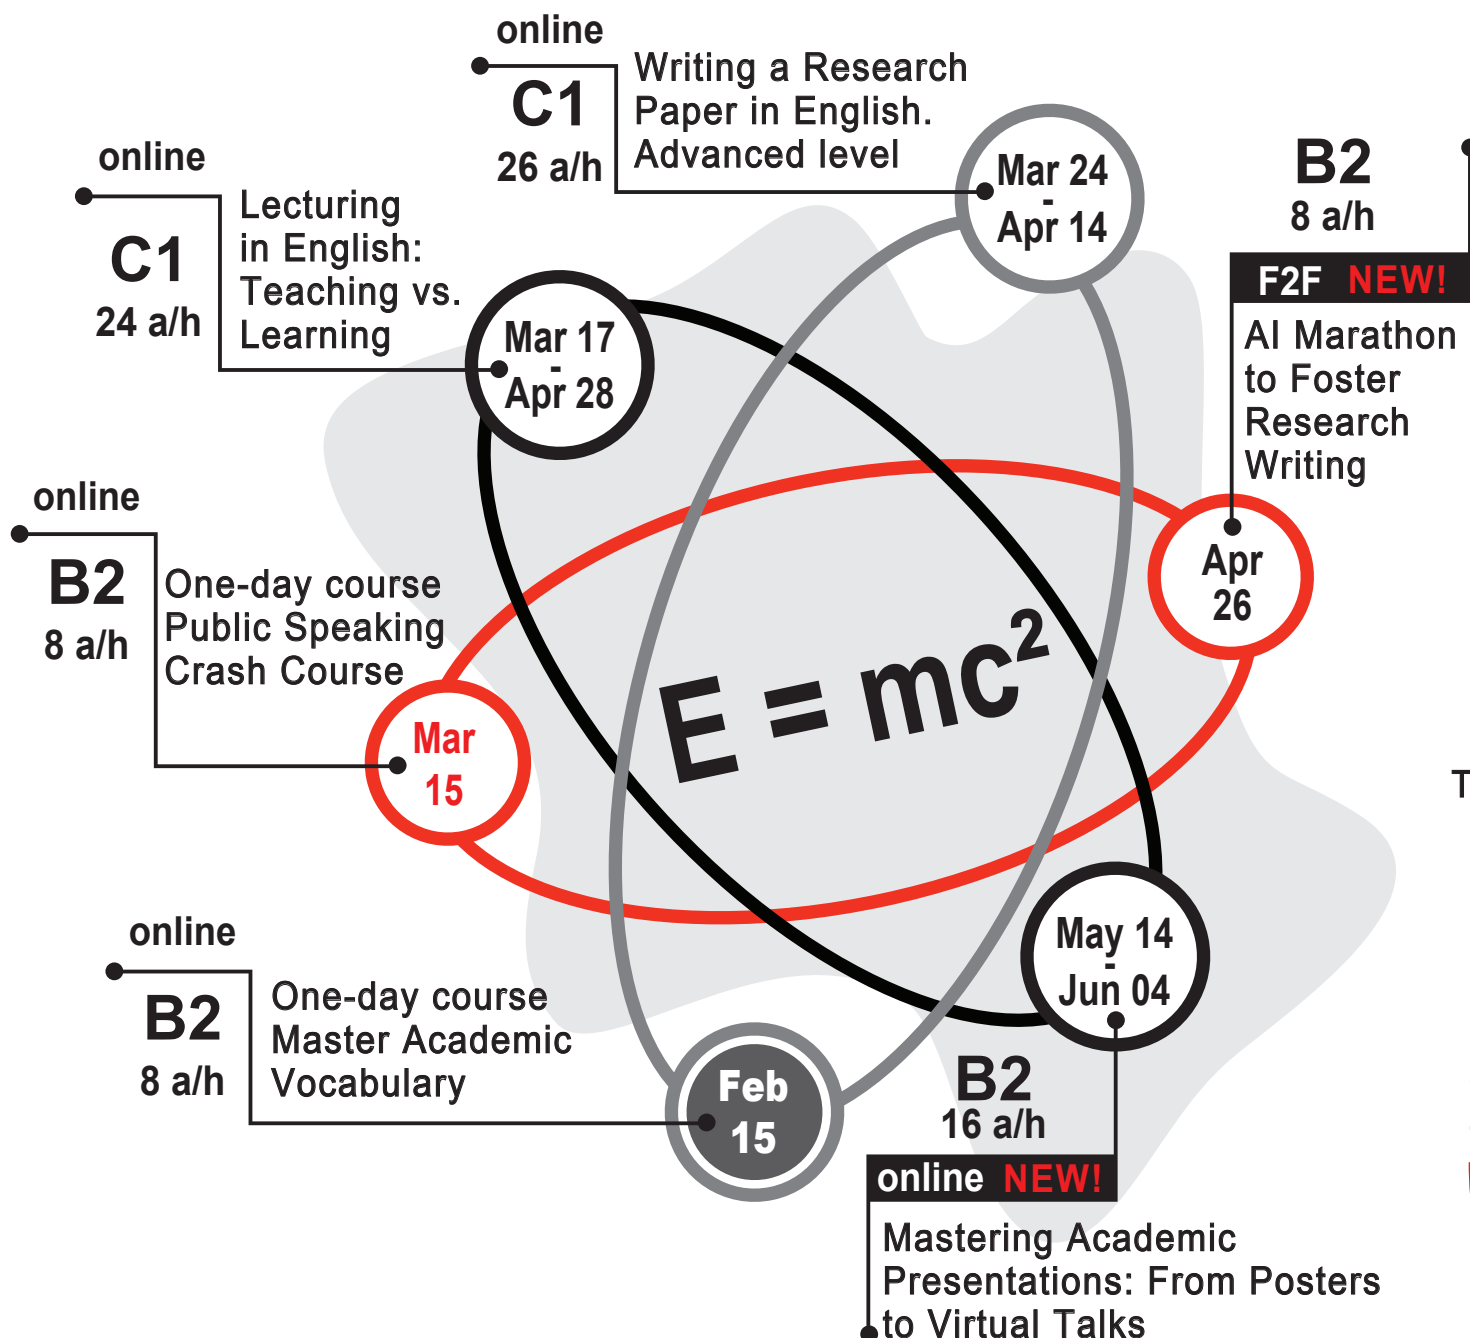 online
C1
26 a/h
Writing a Research
Paper in English.
Advanced level
Mar 24
-
Apr 14
online
C1
24 a/h
Lecturing
in English:
Teaching vs.
Learning
Mar 17
-
Apr 28
B2
8 a/h
F2F NEW!
AI Marathon
to Foster
Research
Writing
Apr
26
online
B2
8 a/h
One-day course
Public Speaking
Crash Course
Mar
15
E = mc²
T
online
B2
8 a/h
One-day course
Master Academic
Vocabulary
Feb
15
May 14
-
Jun 04
B2
16 a/h
online NEW!
Mastering Academic
Presentations: From Posters
to Virtual Talks